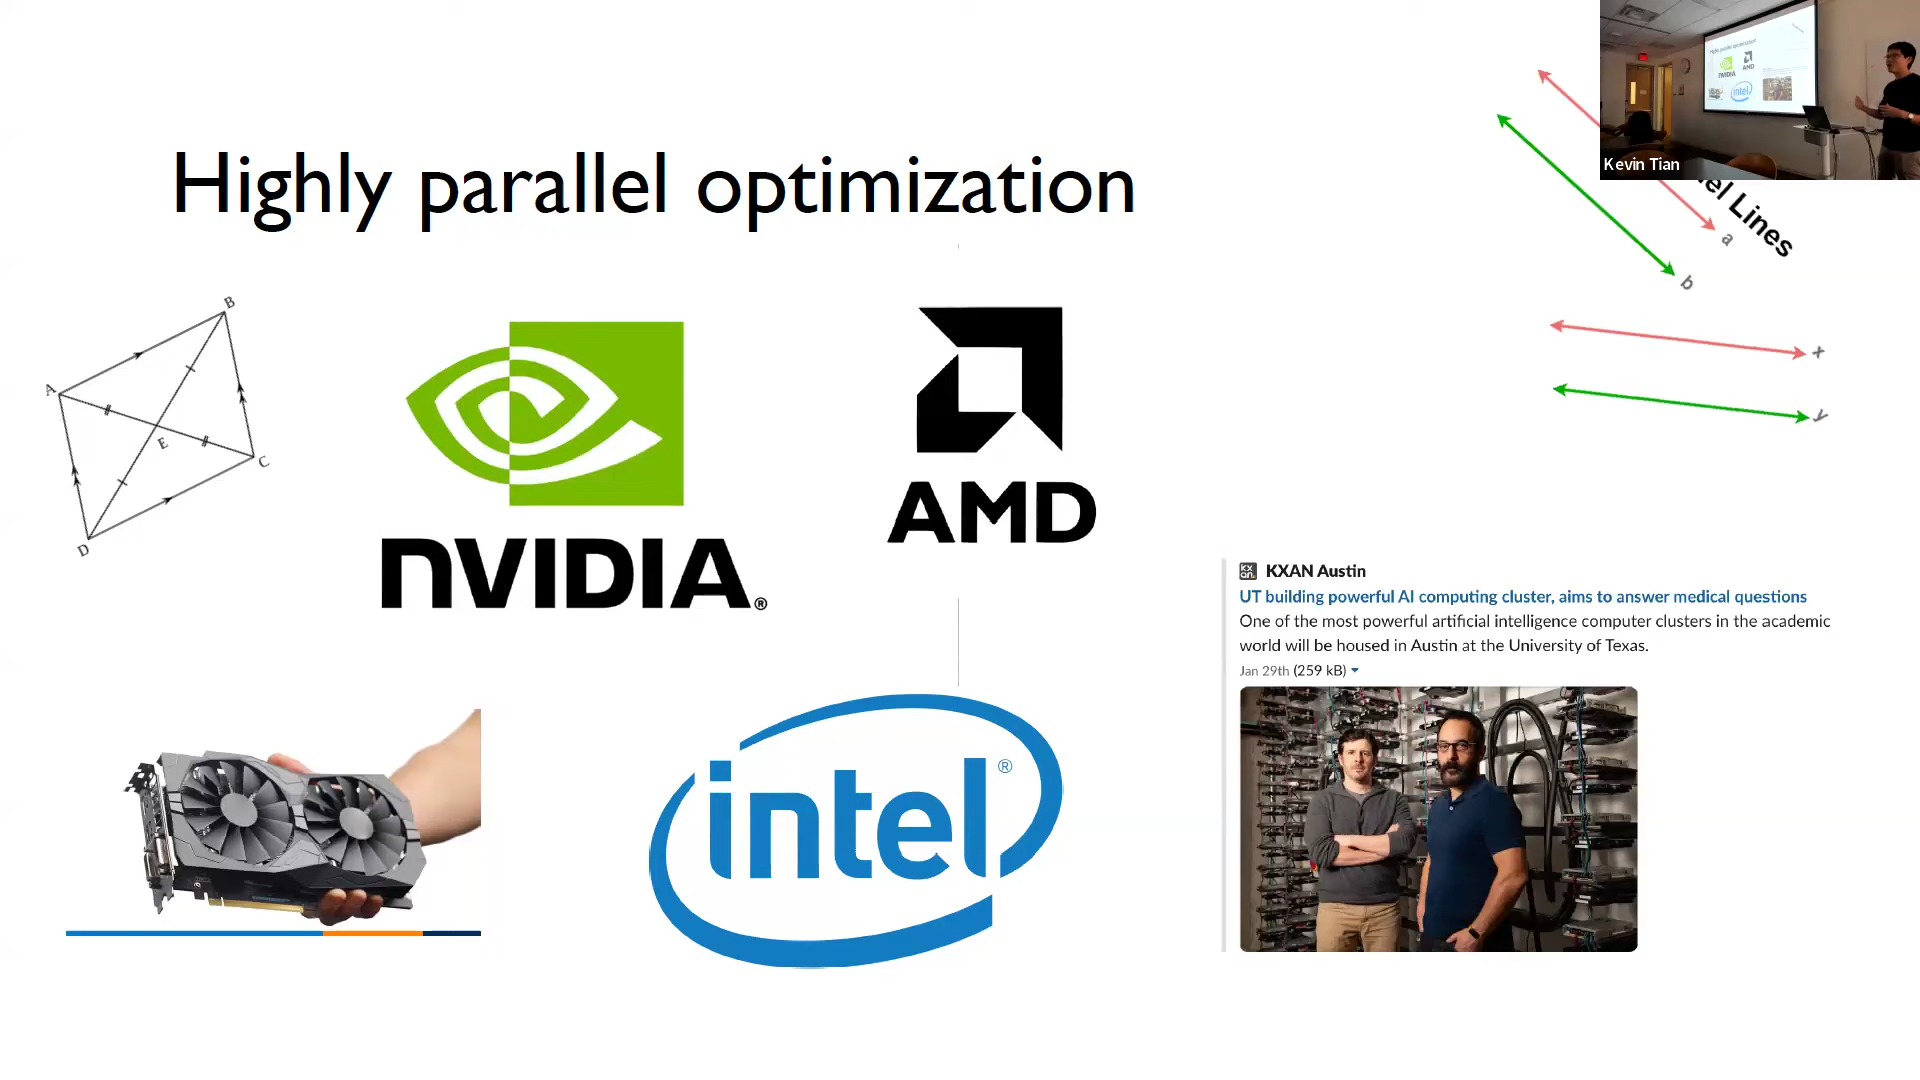 Highly parallel optimization
Kevin Tian
el Lines
a
b
x
y
B
A
E
C
D
NVIDIA®
AMD
KXAN Austin
UT building powerful AI computing cluster, aims to answer medical questions
One of the most powerful artificial intelligence computer clusters in the academic
world will be housed in Austin at the University of Texas.
Jan 29th (259 kB)
intel®